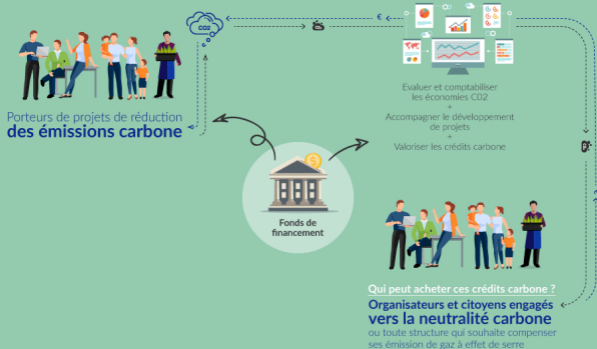 CO2
€
Porteurs de projets de réduction
des émissions carbone
Evaluer et comptabiliser
les économies CO2
+
Accompagner le développement
de projets
+
Valoriser les crédits carbone
$
Fonds de
financement
Qui peut acheter ces crédits carbone ?
Organisateurs et citoyens engagés
vers la neutralité carbone
ou toute structure qui souhaite compenser
ses émission de gaz à effet de serre